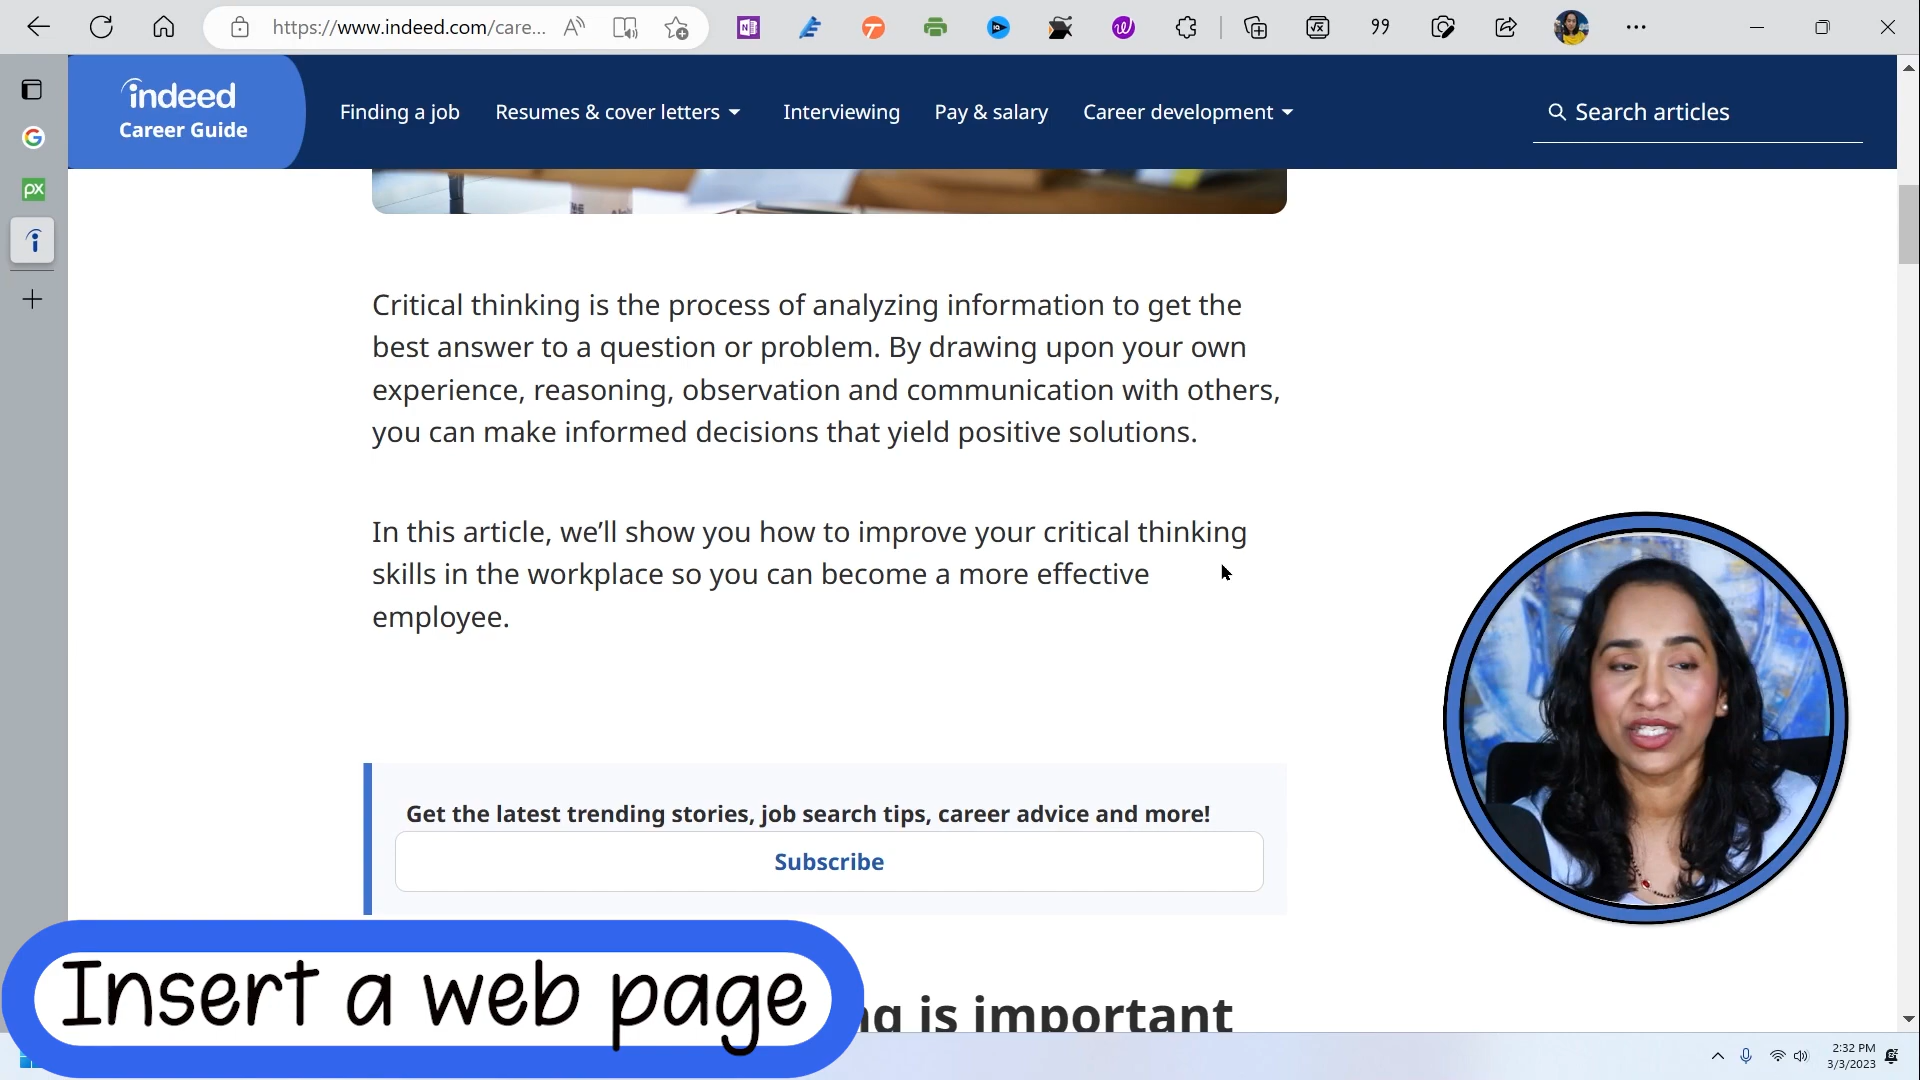 https://www.indeed.com/care...
indeed
Career Guide
Finding a job
Resumes & cover letters
Interviewing
Pay & salary
Career development
Search articles
Critical thinking is the process of analyzing information to get the
best answer to a question or problem. By drawing upon your own
experience, reasoning, observation and communication with others,
you can make informed decisions that yield positive solutions.
In this article, we’ll show you how to improve your critical thinking
skills in the workplace so you can become a more effective
employee.
Get the latest trending stories, job search tips, career advice and more!
Subscribe
Insert a web page
is important
2:32 PM
3/3/2023